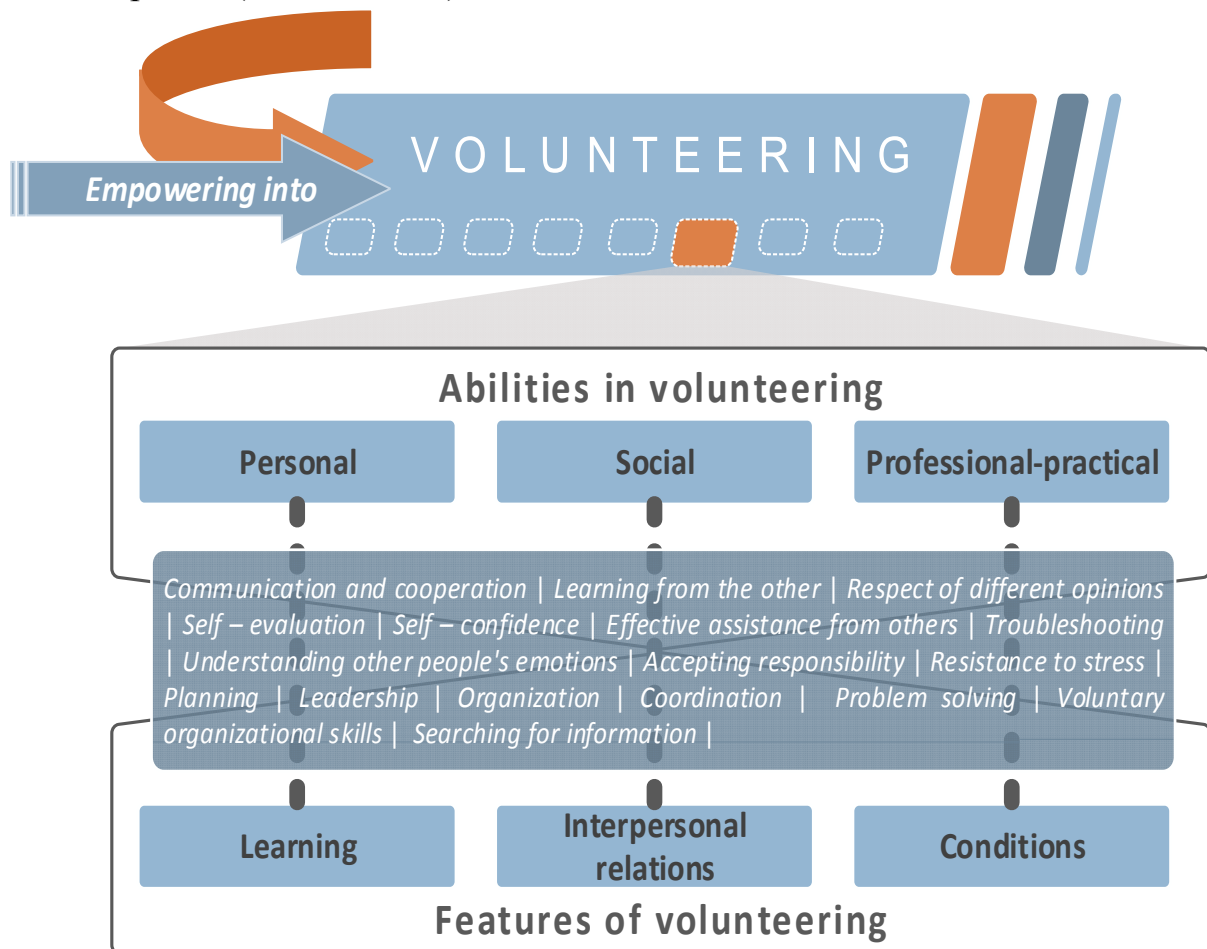 VOLUNTEERING
Empowering into
Abilities in volunteering
Personal
Social
Professional-practical
Communication and cooperation | Learning from the other | Respect of different opinions
| Self – evaluation | Self – confidence | Effective assistance from others | Troubleshooting
| Understanding other people's emotions | Accepting responsibility | Resistance to stress |
Planning | Leadership | Organization | Coordination | Problem solving | Voluntary
organizational skills | Searching for information |
Learning
Interpersonal
relations
Conditions
Features of volunteering